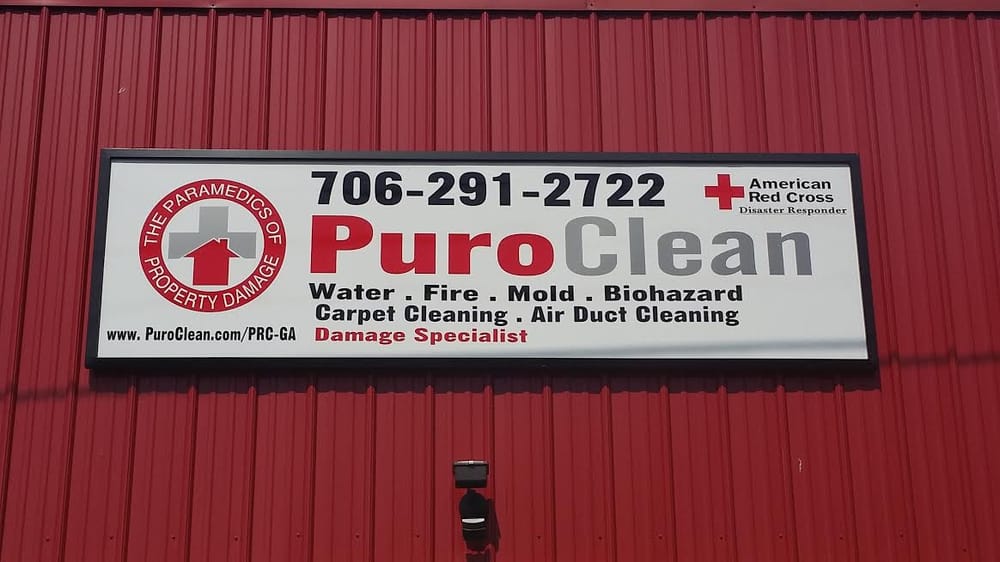 THE PARAMEDICS OF
PROPERTY DAMAGE
www. PuroClean.com/PRC-GA
706-291-2722
American
Red Cross
Disaster Responder
PuroClean
Water . Fire . Mold . Biohazard
Carpet Cleaning . Air Duct Cleaning
Damage Specialist